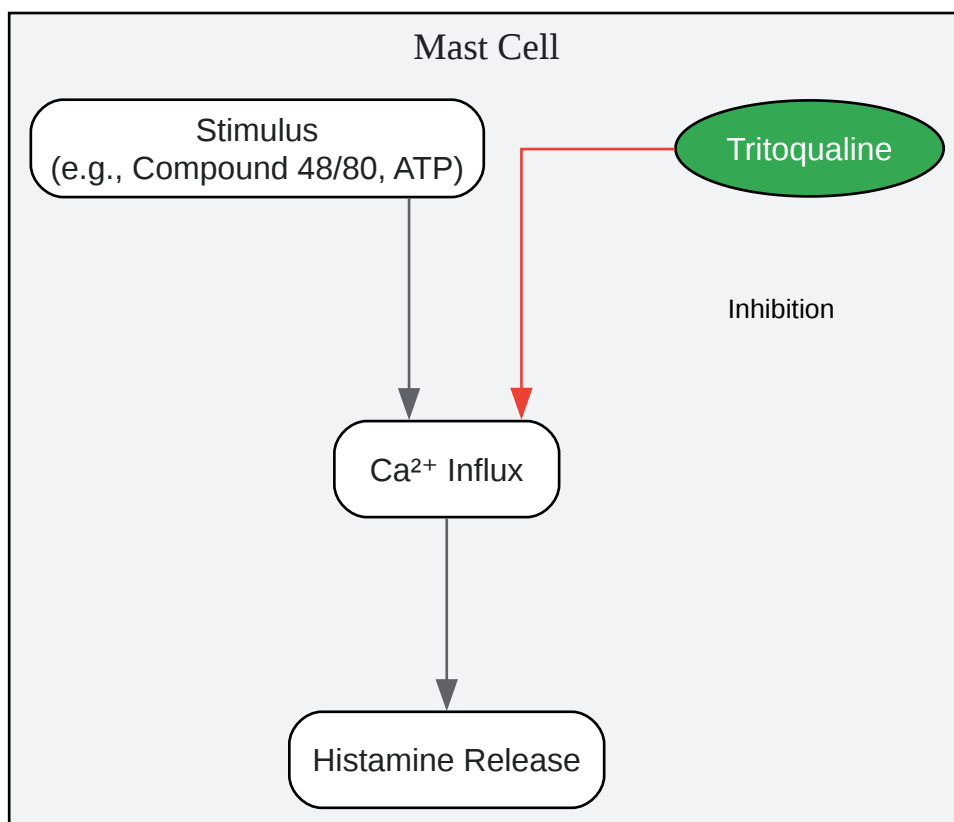 Mast Cell
Stimulus
(e.g., Compound 48/80, ATP)
Tritoqualine
Inhibition
Ca²⁺ Influx
Histamine Release